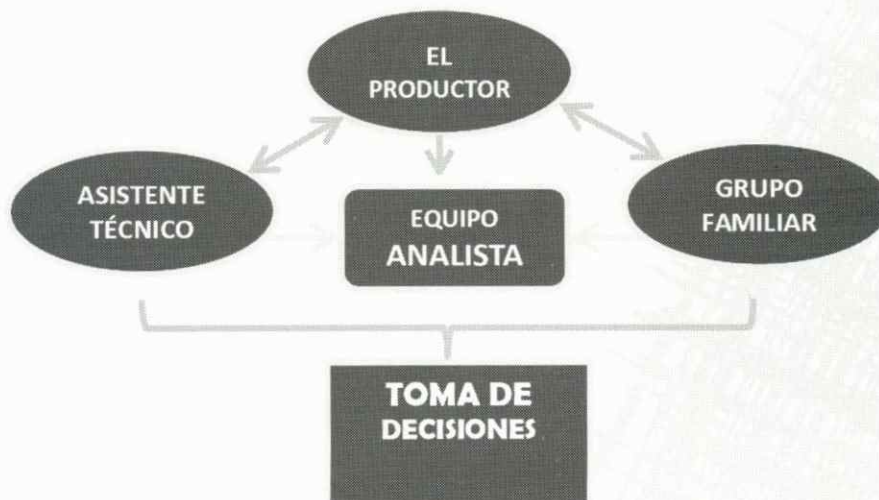 EL
PRODUCTOR
ASISTENTE
TÉCNICO
EQUIPO
ANALISTA
GRUPO
FAMILIAR
TOMA DE
DECISIONES